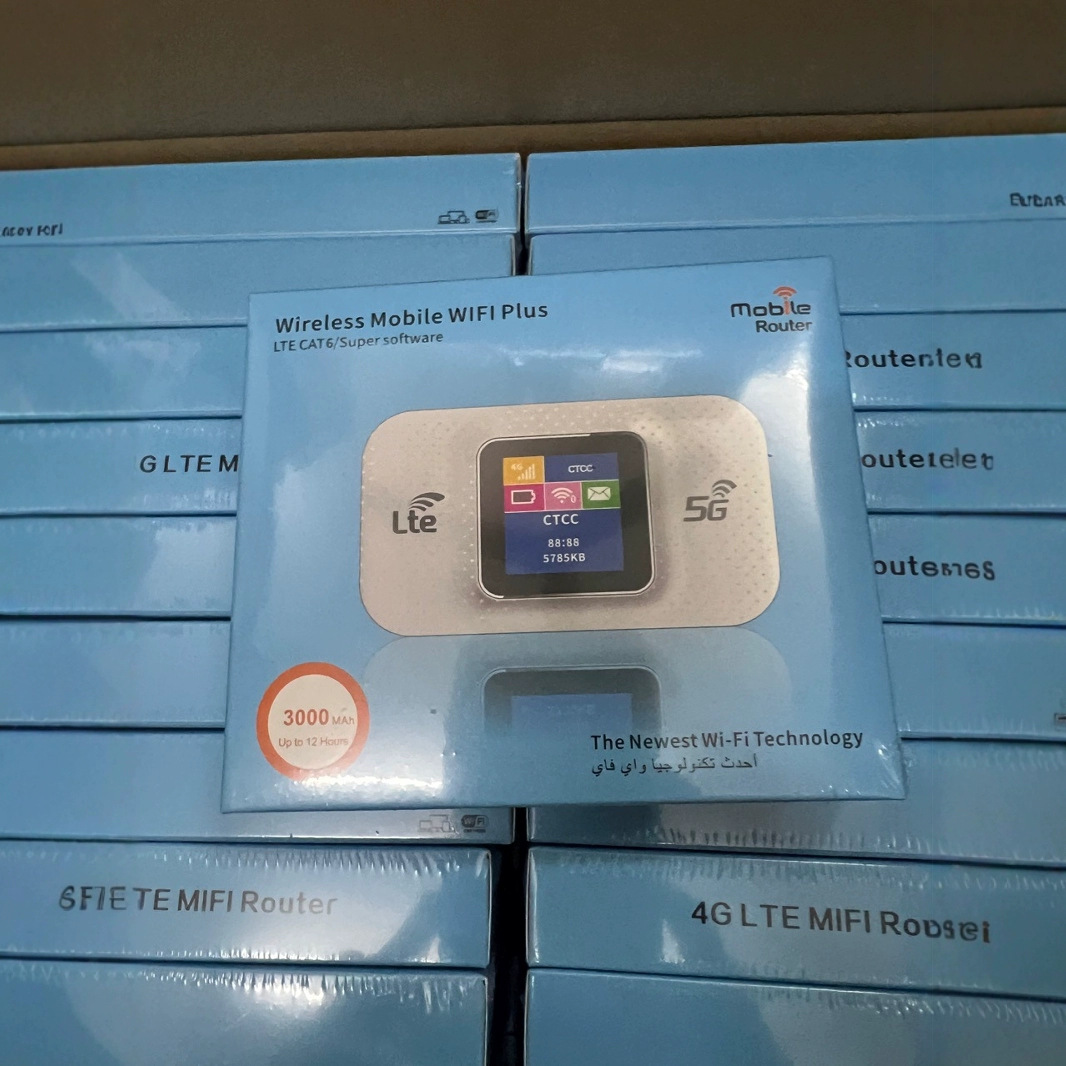 Wireless Mobile WIFI Plus
LTE CAT6/Super software
Mobile
Router
GLTE M
4G
CTCC
CTCC
88:88
5785KB
Lte
5G
3000 MAh
Up to 12 Hours
The Newest Wi-Fi Technology
أحدث تكنولوجيا واي فاي
WiFi
TE MIFI Router
4G LTE MIFI